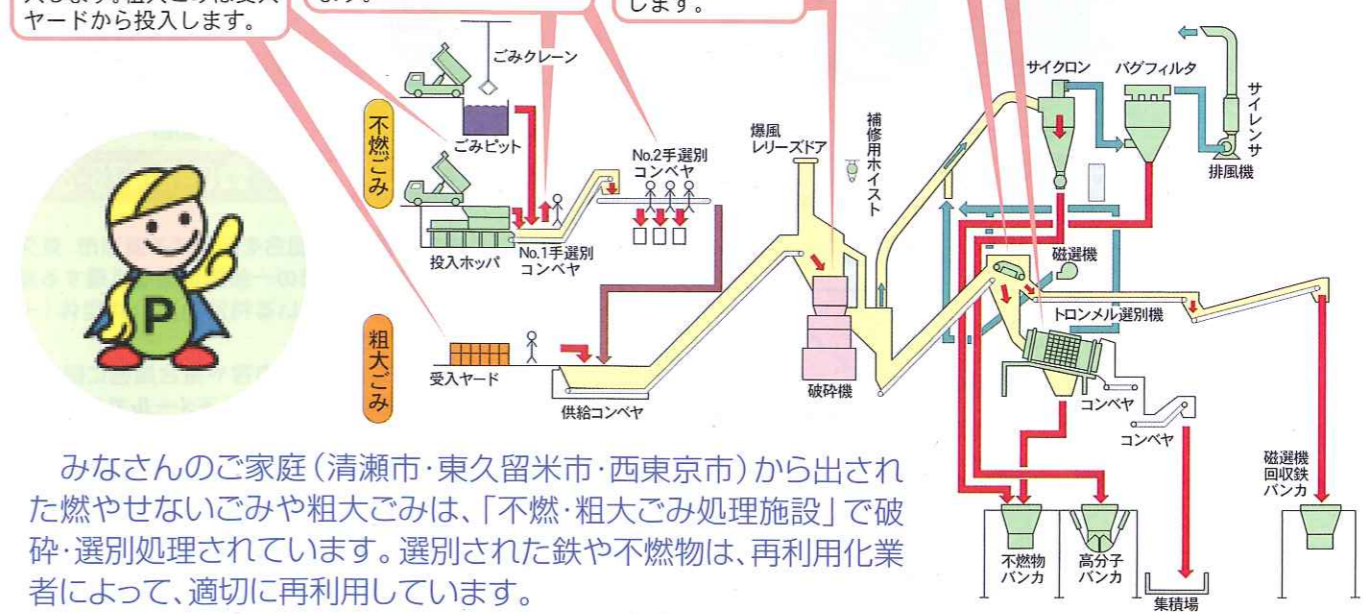 ヤードから投入します。
ます。
します。
ごみクレーン
不燃ごみ
ごみピット
No.2手選別
コンベヤ
投入ホッパ
No.1手選別
コンベヤ
爆風
レリーズドア
補修用ホイスト
サイクロン
バグフィルタ
サイレンサ
排風機
磁選機
トロンメル選別機
粗大ごみ
受入ヤード
供給コンベヤ
破砕機
コンベヤ
コンベヤ
磁選機
回収鉄
バンカ
不燃物
バンカ
高分子
バンカ
集積場
P
みなさんのご家庭(清瀬市・東久留米市・西東京市)から出され
た燃やせないごみや粗大ごみは、「不燃・粗大ごみ処理施設」で破
砕・選別処理されています。選別された鉄や不燃物は、再利用化業
者によって、適切に再利用しています。